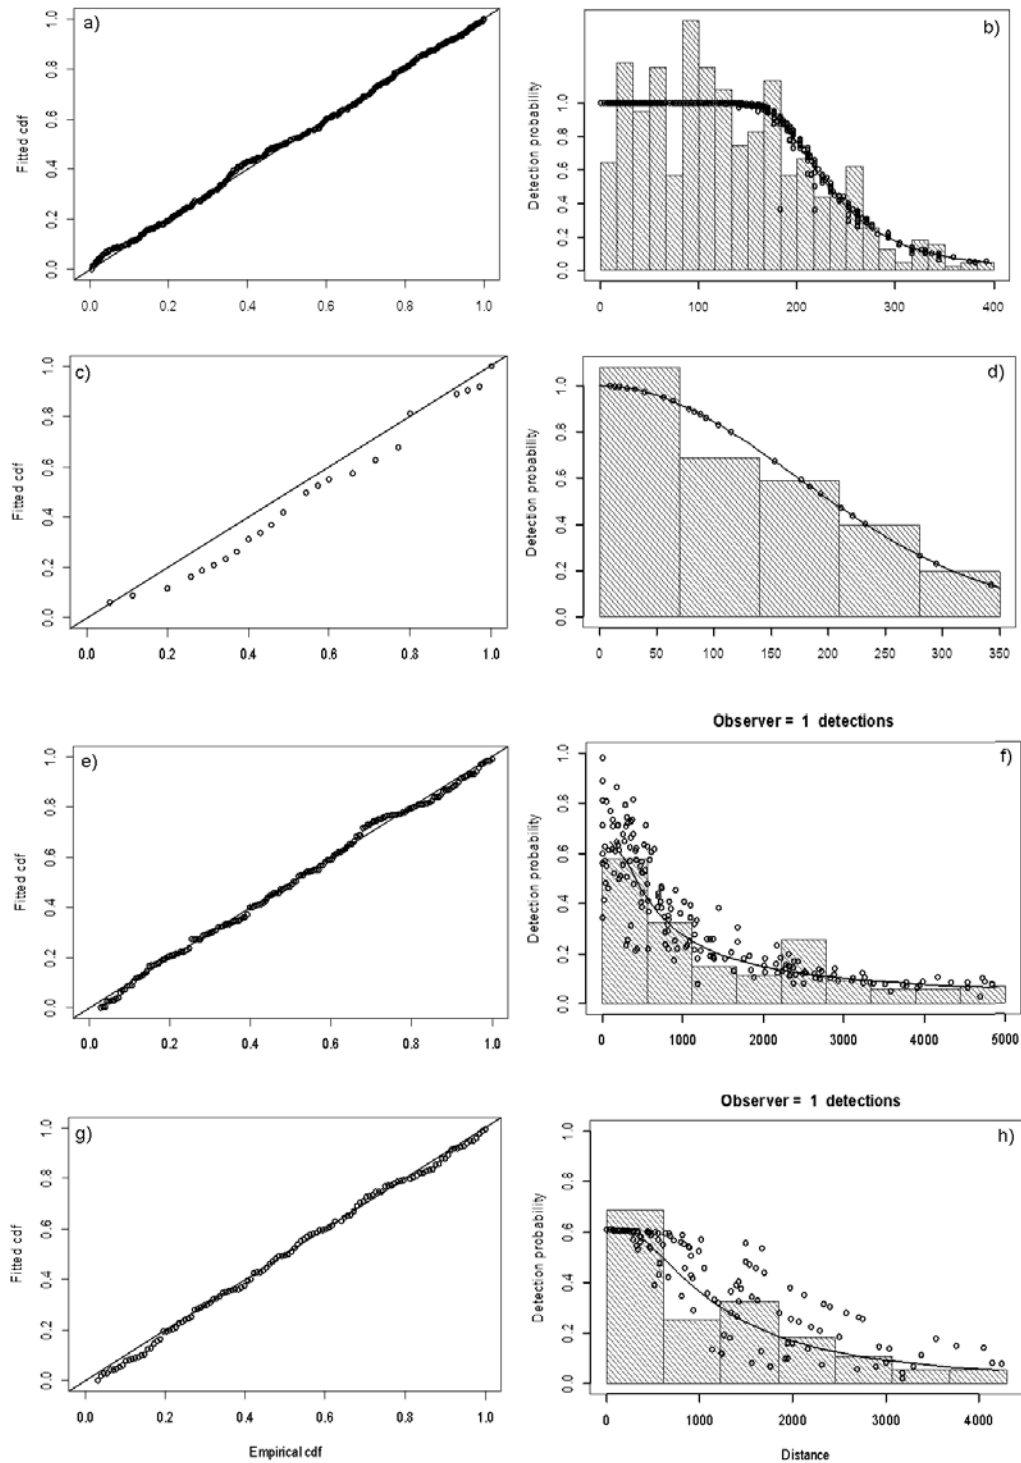 a)
Fitted cdf
0.0 0.2 0.4 0.6 0.8 1.0
0.0 0.2 0.4 0.6 0.8 1.0
b)
Detection probability
0.0 0.2 0.4 0.6 0.8 1.0
0 100 200 300 400
c)
Fitted cdf
0.0 0.2 0.4 0.6 0.8 1.0
0.0 0.2 0.4 0.6 0.8 1.0
d)
Detection probability
0.0 0.2 0.4 0.6 0.8 1.0
0 50 100 150 200 250 300 350
e)
Fitted cdf
0.0 0.2 0.4 0.6 0.8 1.0
0.0 0.2 0.4 0.6 0.8 1.0
Observer = 1 detections
f)
Detection probability
0.0 0.2 0.4 0.6 0.8 1.0
0 1000 2000 3000 4000 5000
g)
Fitted cdf
0.0 0.2 0.4 0.6 0.8 1.0
0.0 0.2 0.4 0.6 0.8 1.0
Empirical cdf
Observer = 1 detections
h)
Detection probability
0.0 0.2 0.4 0.6 0.8 1.0
0 1000 2000 3000 4000
Distance